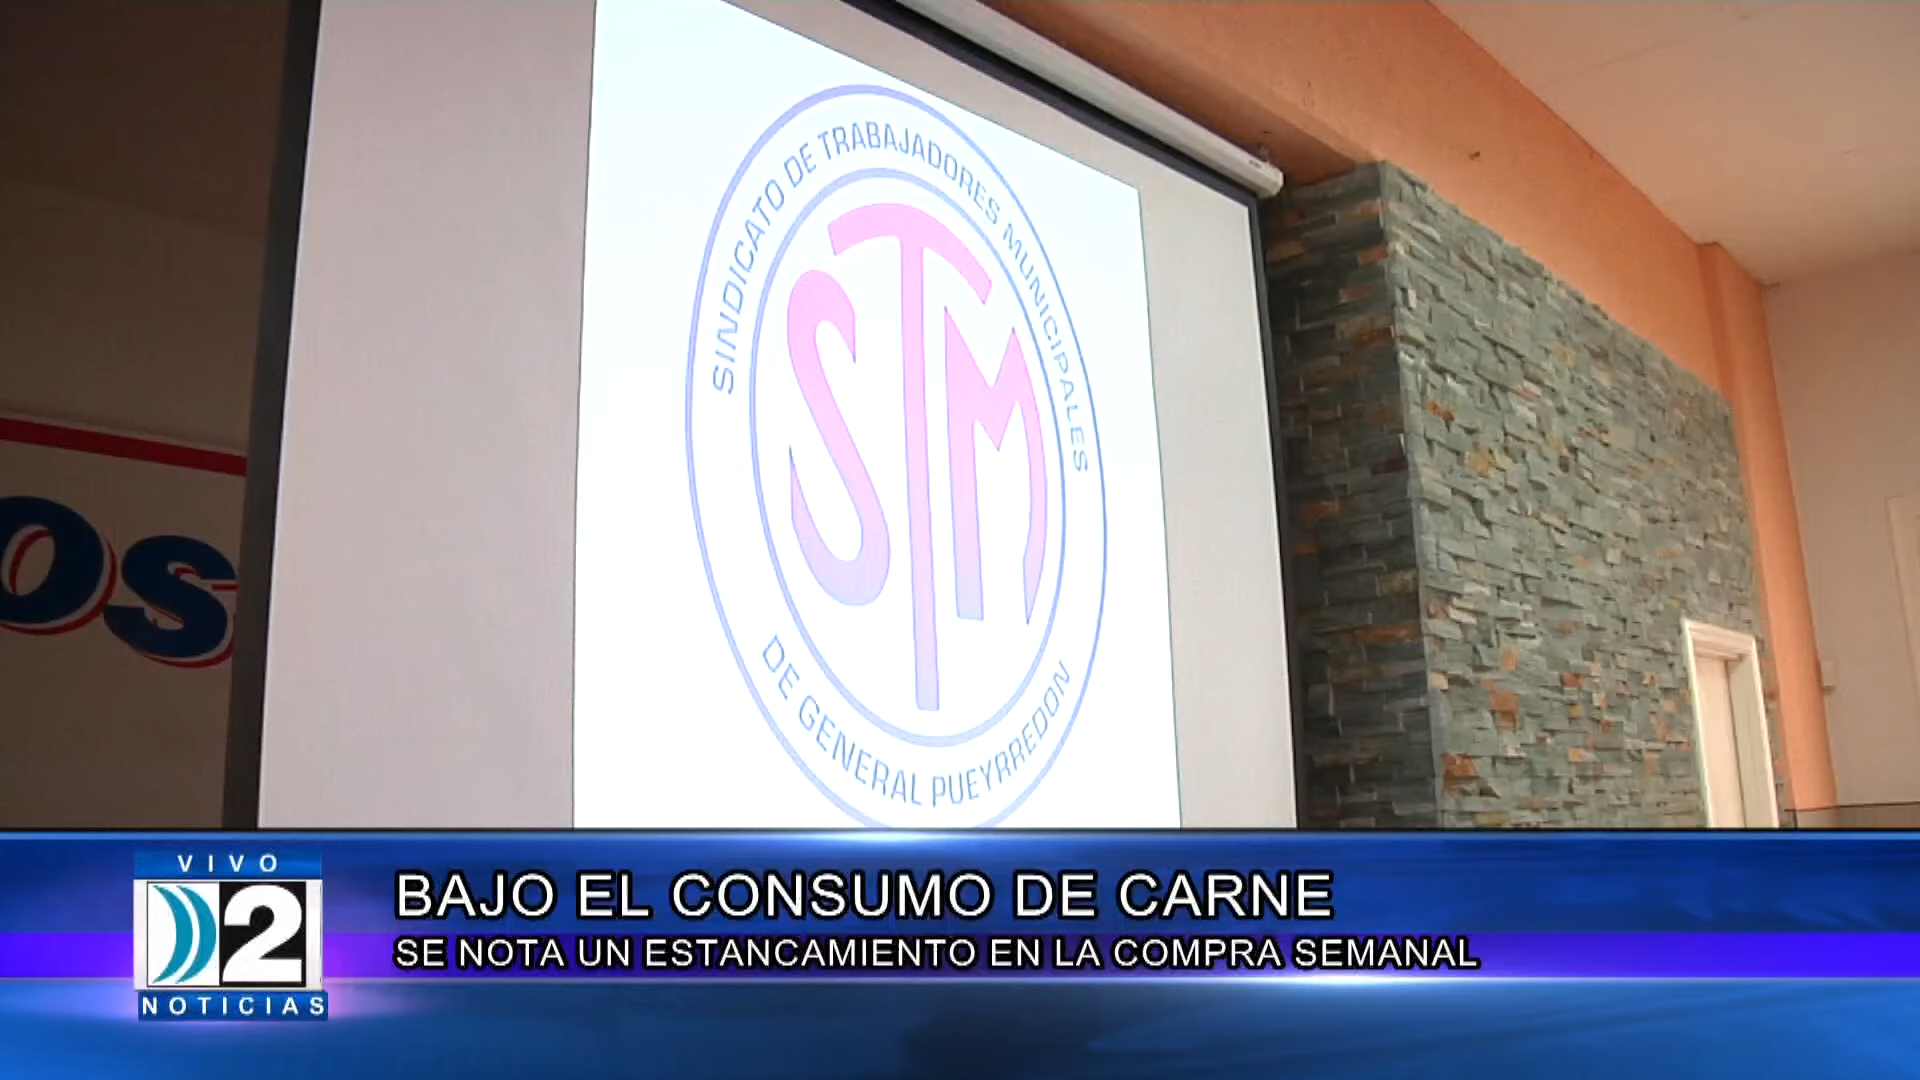 SINDICATO DE TRABAJADORES MUNICIPALES
STM
DE GENERAL PUEYRREDON
OS
VIVO
2
NOTICIAS
BAJO EL CONSUMO DE CARNE
SE NOTA UN ESTANCAMIENTO EN LA COMPRA SEMANAL